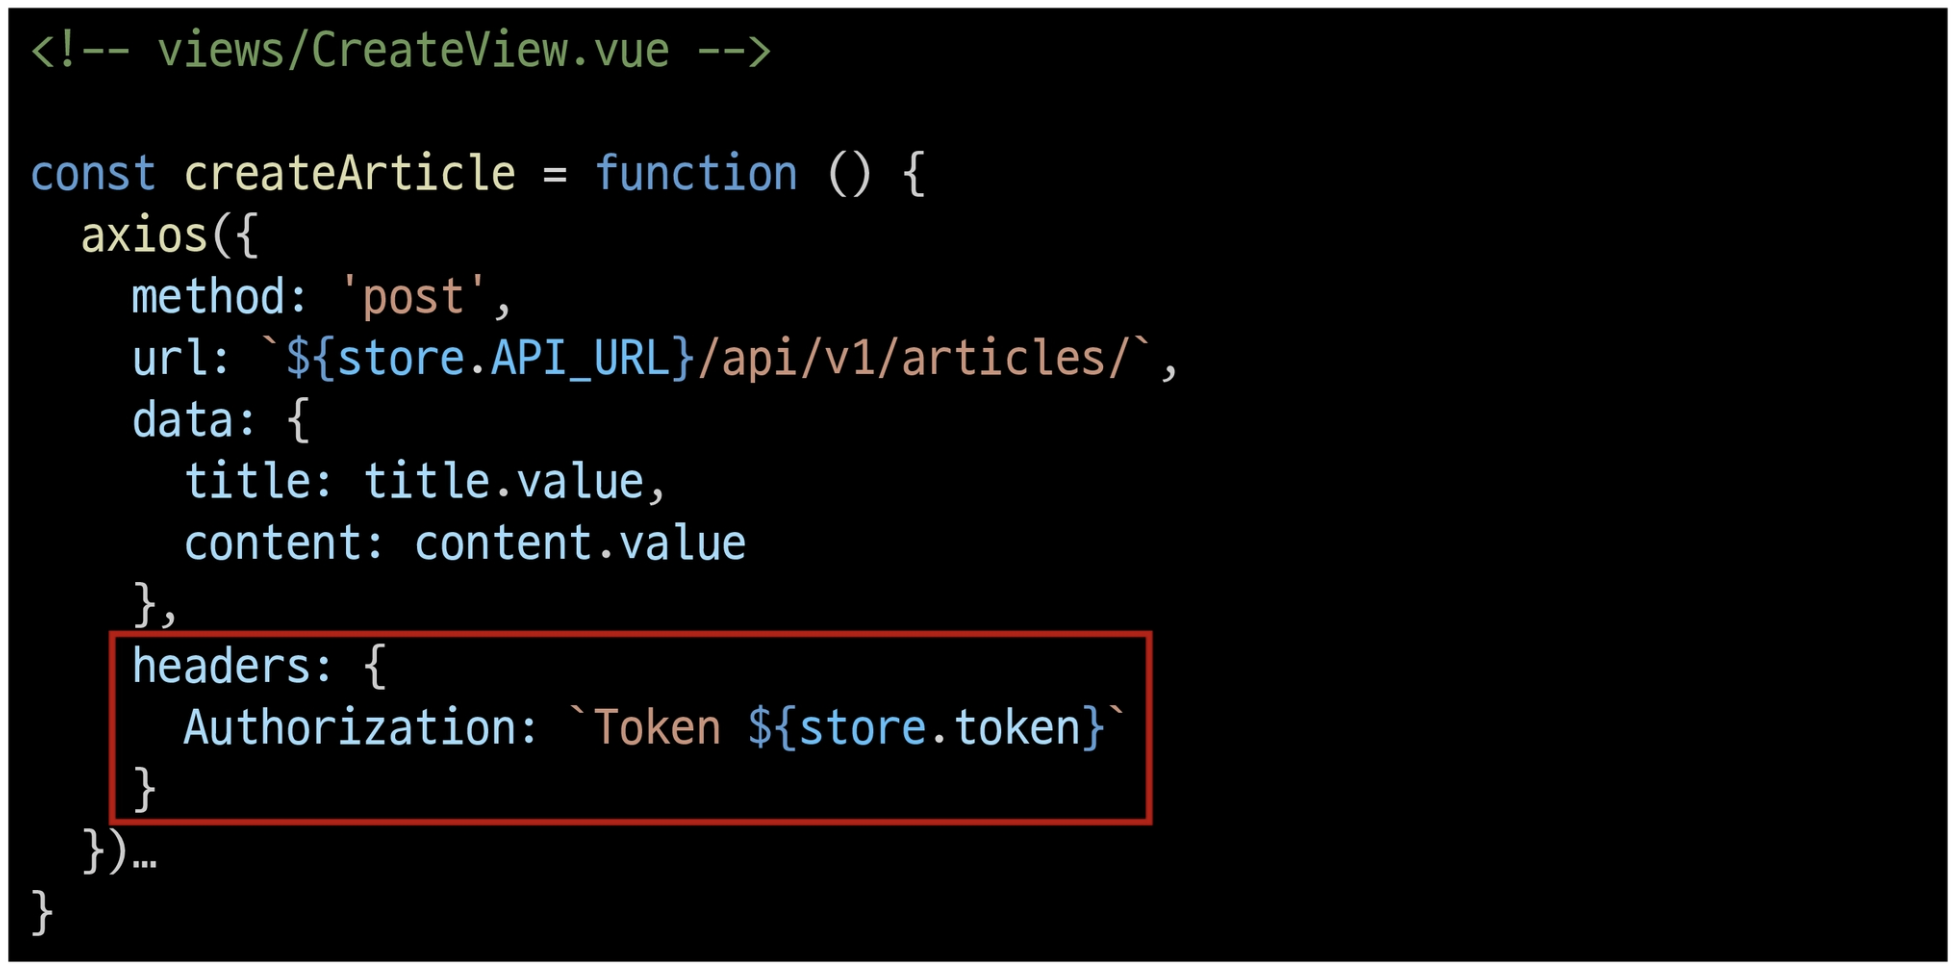 <!-- views/CreateView.vue -->
const createArticle = function () {
  axios({
    method: 'post',
    url: `${store.API_URL}/api/v1/articles/`,
    data: {
      title: title.value,
      content: content.value
    },
    headers: {
      Authorization: `Token ${store.token}`
    }
  })…
}